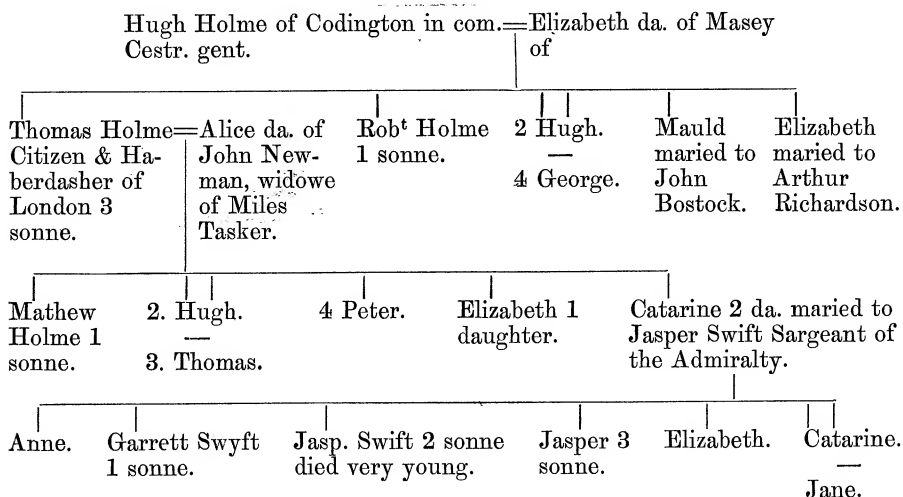 Hugh Holme of Codington in com.=Elizabeth da. of Masey
Cestr. gent. of
Thomas Holme=Alice da. of
Citizen & Ha-
berdasher of
London 3
sonne.
John New-
man, widowe
of Miles
Tasker.
Robt Holme
1 sonne.
2 Hugh.
—
4 George.
Mauld
maried to
John
Bostock.
Elizabeth
maried to
Arthur
Richardson.
Mathew
Holme 1
sonne.
2. Hugh.
—
3. Thomas.
4 Peter.
Elizabeth 1
daughter.
Catarine 2 da. maried to
Jasper Swift Sargeant of
the Admiralty.
Anne.
Garrett Swyft
1 sonne.
Jasp. Swift 2 sonne
died very young.
Jasper 3
sonne.
Elizabeth.
Catarine.
—
Jane.